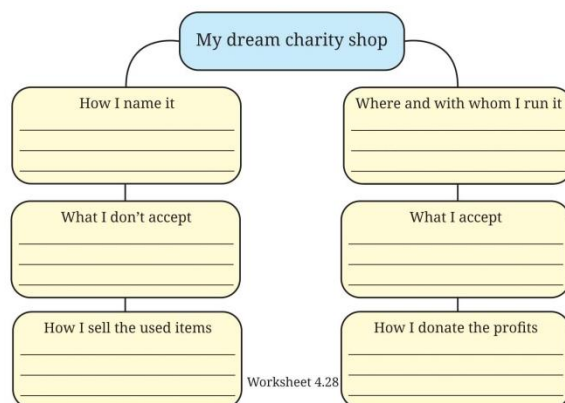 My dream charity shop
How I name it
Where and with whom I run it
What I don't accept
What I accept
How I sell the used items
How I donate the profits
Worksheet 4.28